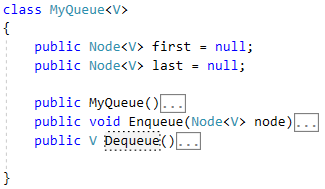 class MyQueue<V>
{
public Node<V> first = null;
public Node<V> last = null;
public MyQueue()...
public void Enqueue(Node<V> node)...
public V Dequeue()...
}